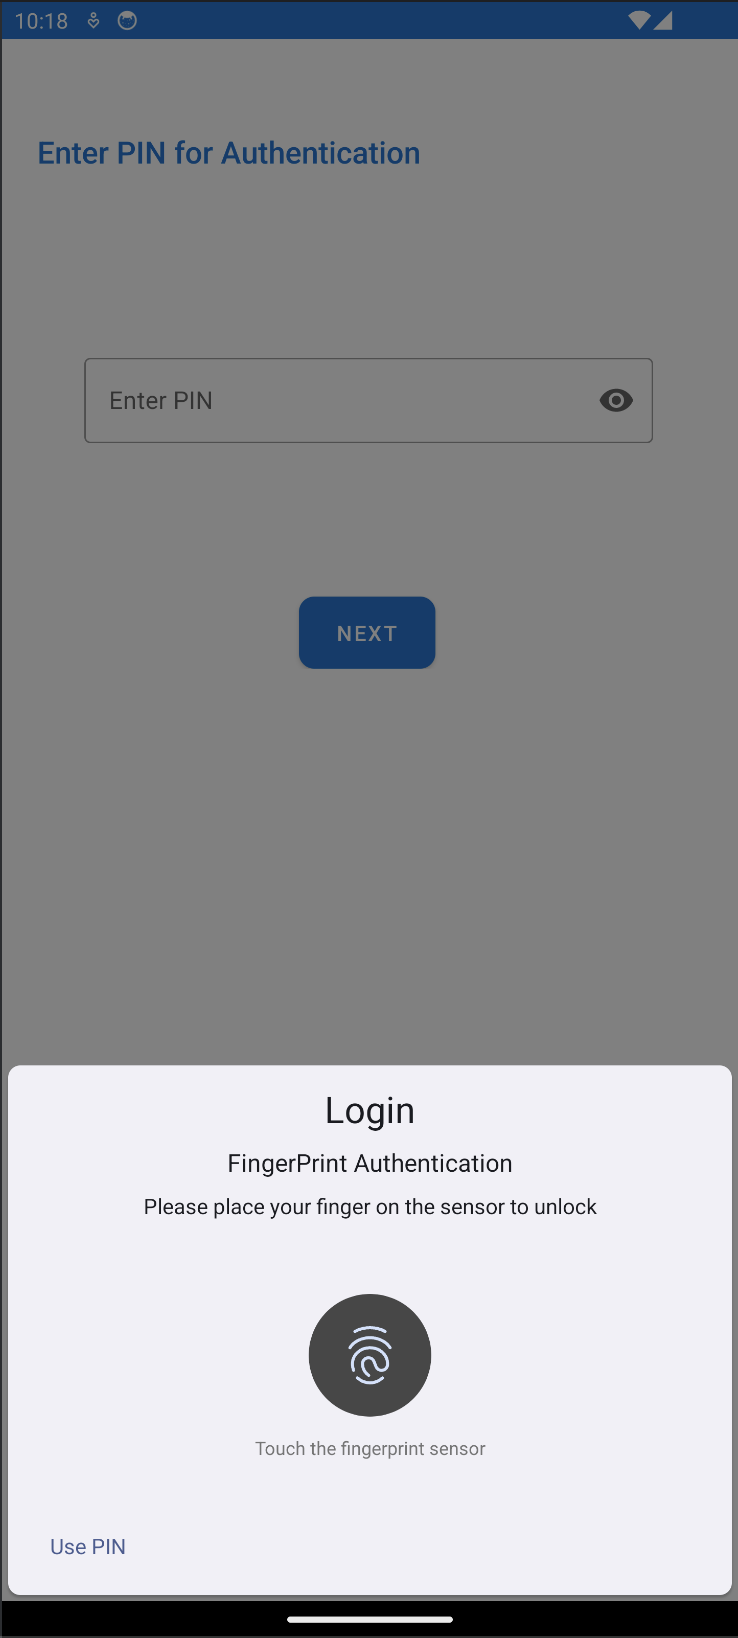 10:18
Enter PIN for Authentication
Enter PIN
NEXT
Login
FingerPrint Authentication
Please place your finger on the sensor to unlock
Touch the fingerprint sensor
Use PIN